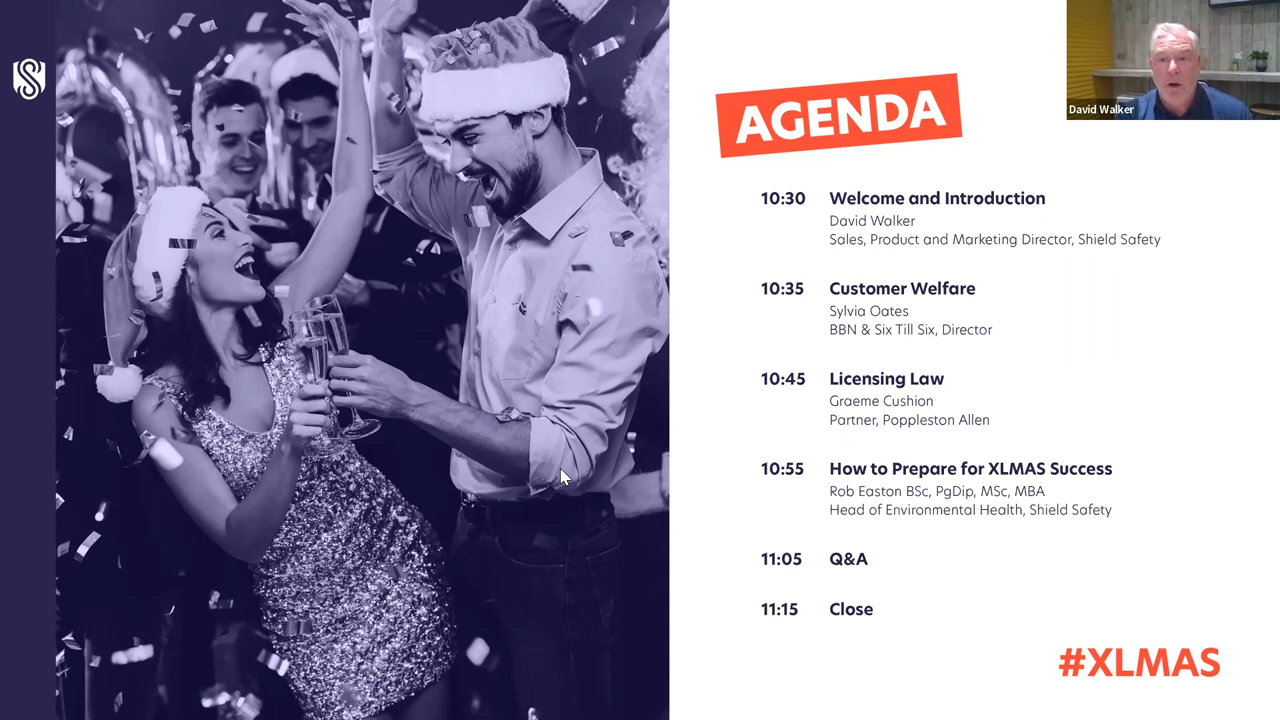 AGENDA
David Walker
10:30 Welcome and Introduction
David Walker
Sales, Product and Marketing Director, Shield Safety
10:35 Customer Welfare
Sylvia Oates
BBN & Six Till Six, Director
10:45 Licensing Law
Graeme Cushion
Partner, Poppleston Allen
10:55 How to Prepare for XLMAS Success
Rob Easton BSc, PgDip, MSc, MBA
Head of Environmental Health, Shield Safety
11:05 Q&A
11:15 Close
#XLMAS